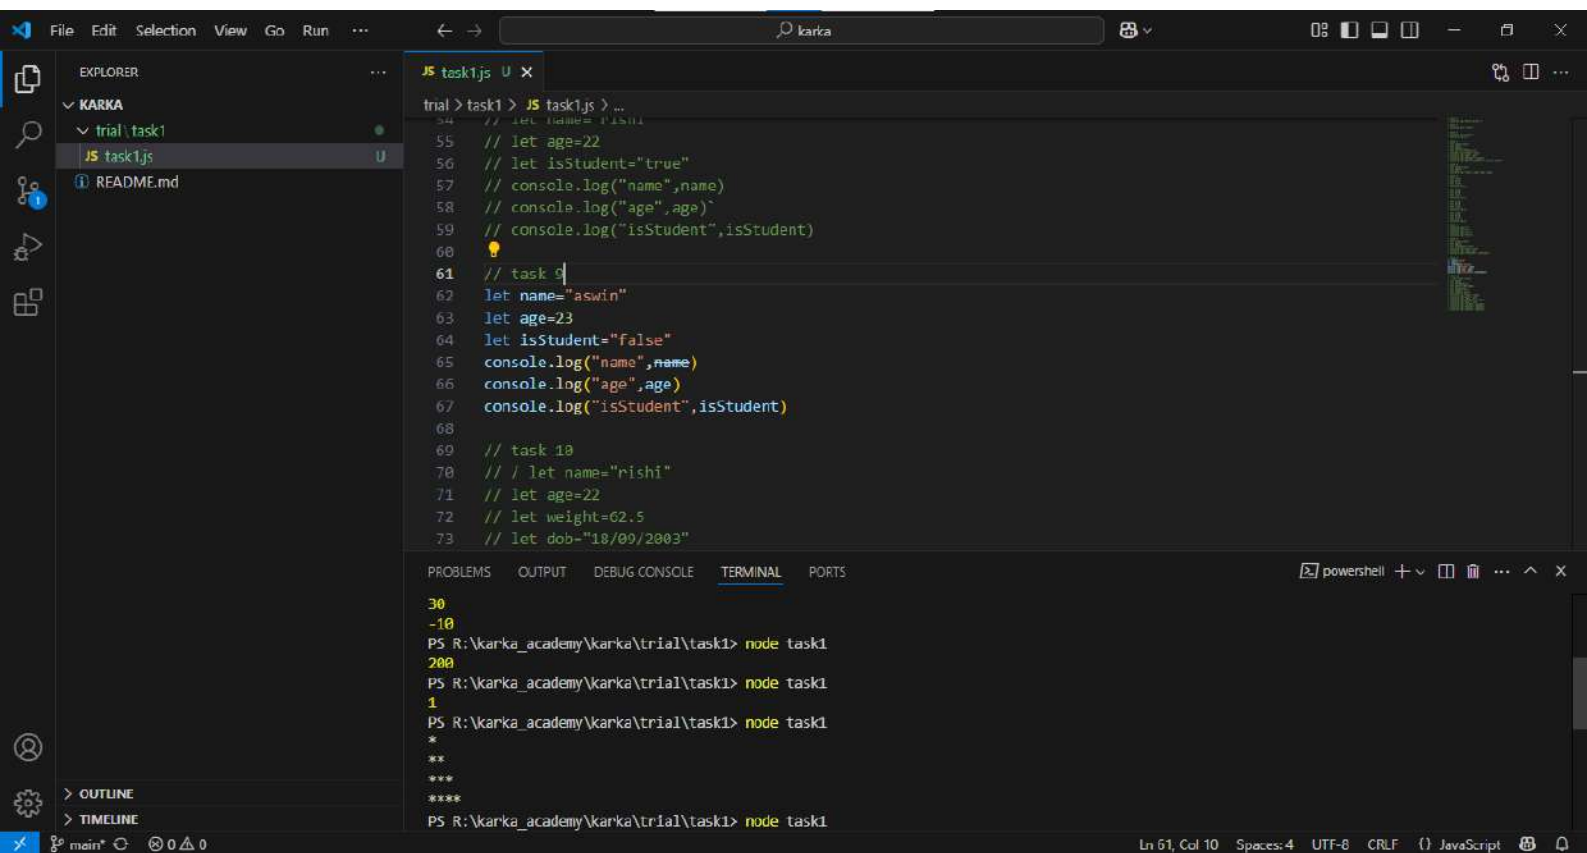 File Edit Selection View Go Run ···
karka
EXPLORER ···
JS task1.js U ×
KARKA
trial > task1 > JS task1.js > ...
trial\task1
JS task1.js U
README.md
54 // let name="rishi
55 // let age=22
56 // let isStudent="true"
57 // console.log("name",name)
58 // console.log("age",age)`
59 // console.log("isStudent",isStudent)
60
61 // task 9
62 let name="aswin"
63 let age=23
64 let isStudent="false"
65 console.log("name",name)
66 console.log("age",age)
67 console.log("isStudent",isStudent)
68
69 // task 10
70 // / let name="rishi"
71 // let age=22
72 // let weight=62.5
73 // let dob="18/09/2003"
PROBLEMS OUTPUT DEBUG CONSOLE TERMINAL PORTS
powershell
30
-10
PS R:\karka_academy\karka\trial\task1> node task1
200
PS R:\karka_academy\karka\trial\task1> node task1
1
PS R:\karka_academy\karka\trial\task1> node task1
*
**
***
****
PS R:\karka_academy\karka\trial\task1> node task1
OUTLINE
TIMELINE
main* 0 0
Ln 61, Col 10 Spaces: 4 UTF-8 CRLF {} JavaScript